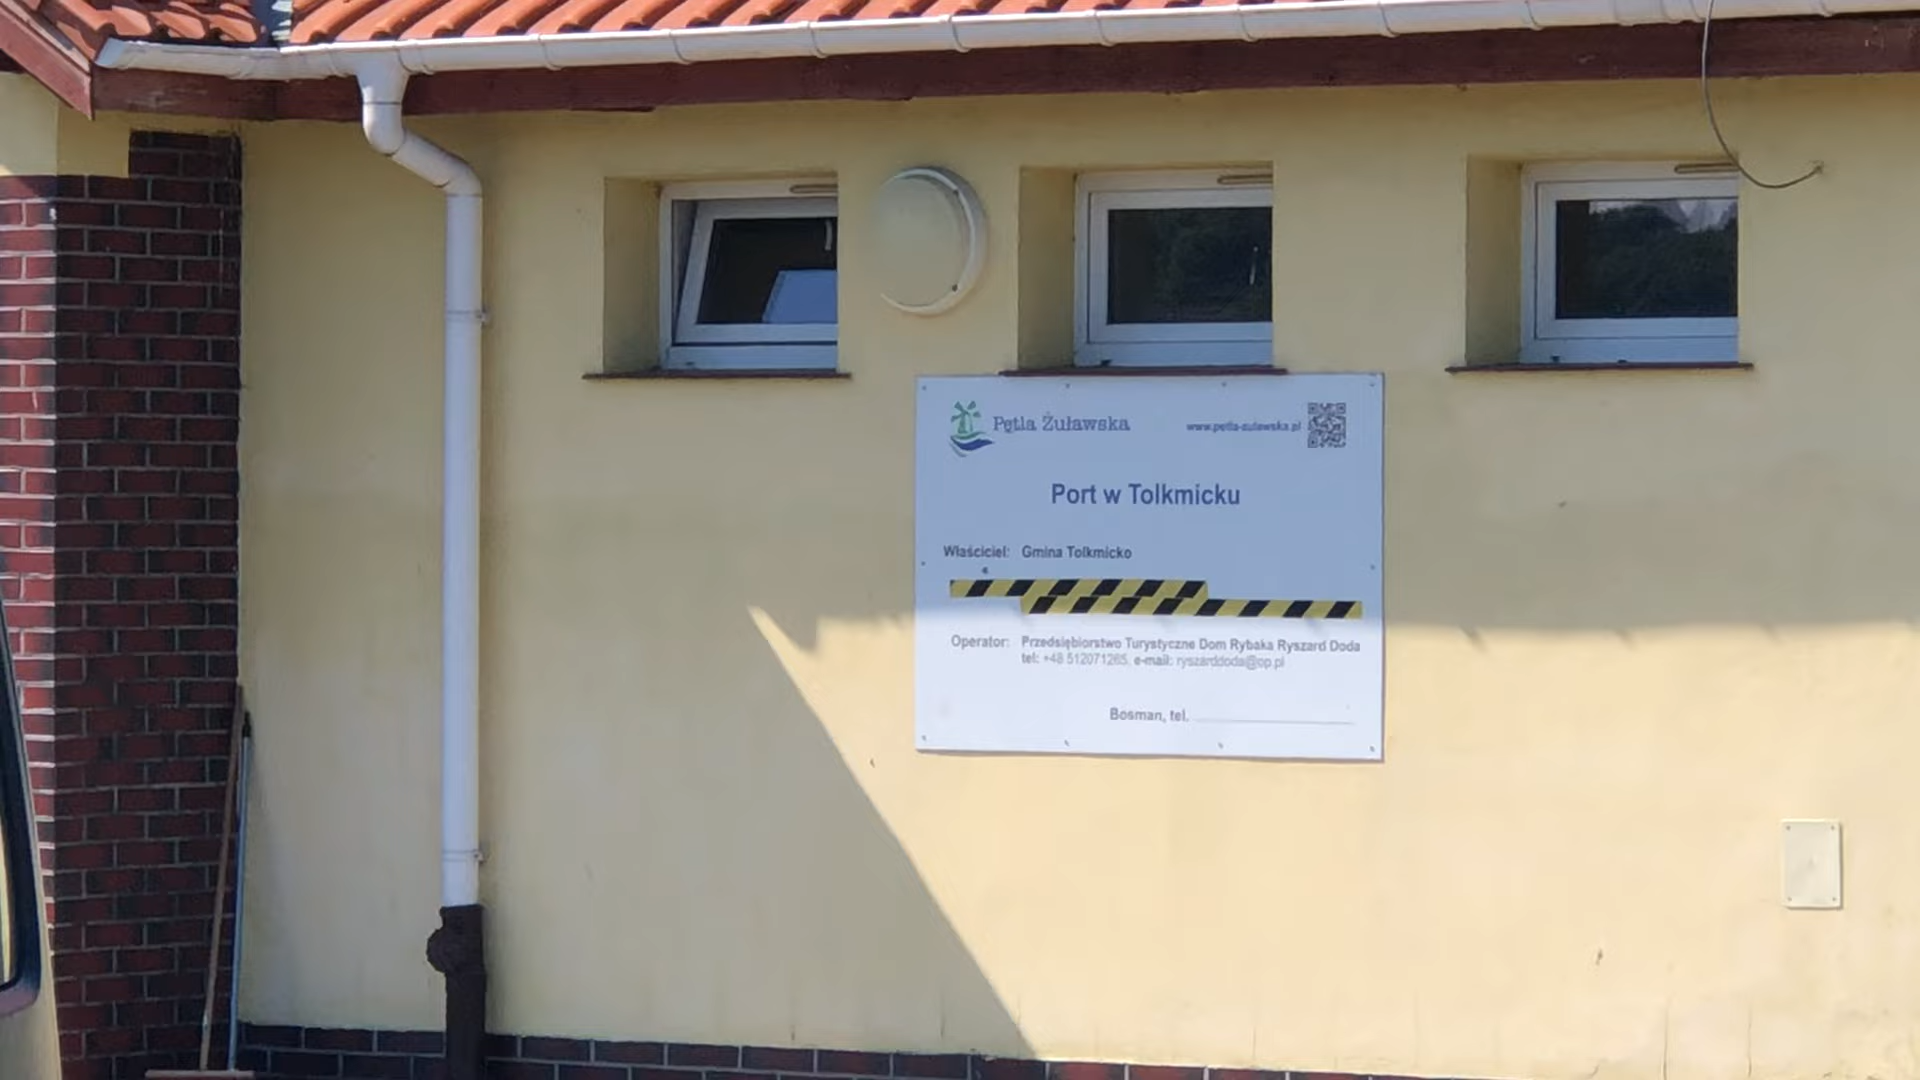 Pętla Żuławska
www.petla-zulawska.pl
Port w Tolkmicku
Właściciel: Gmina Tolkmicko
Operator: Przedsiębiorstwo Turystyczne Dom Rybaka Ryszard Doda
tel: +48 512071265, e-mail: ryszarddoda@op.pl
Bosman, tel.